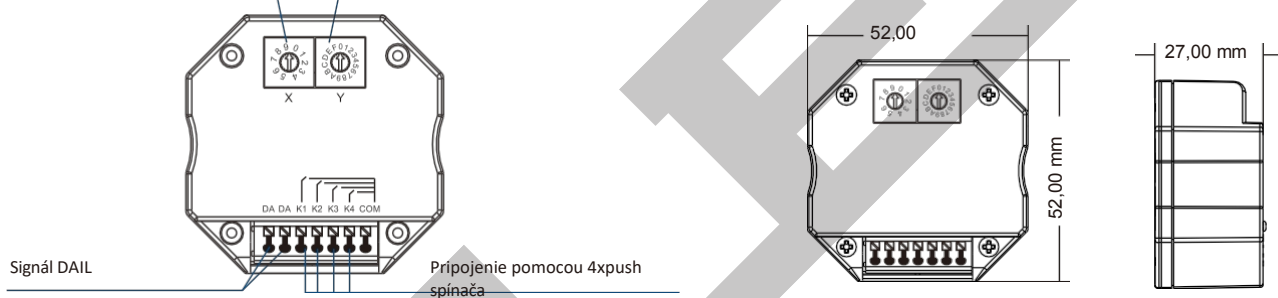 52,00
27,00 mm
X
Y
52,00 mm
DA DA K1 K2 K3 K4 COM
Signál DAIL
Pripojenie pomocou 4xpush
spínača